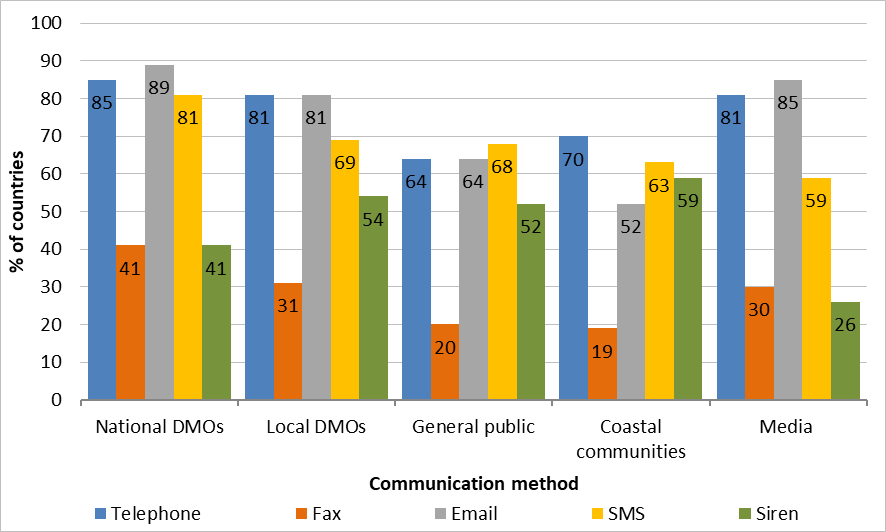 100
90
80
70
60
50
40
30
20
10
0
% of countries
85 41 89 81 41
81 31 81 69 54
64 20 64 68 52
70 19 52 63 59
81 30 85 59 26
National DMOs Local DMOs General public Coastal communities Media
Communication method
Telephone Fax Email SMS Siren